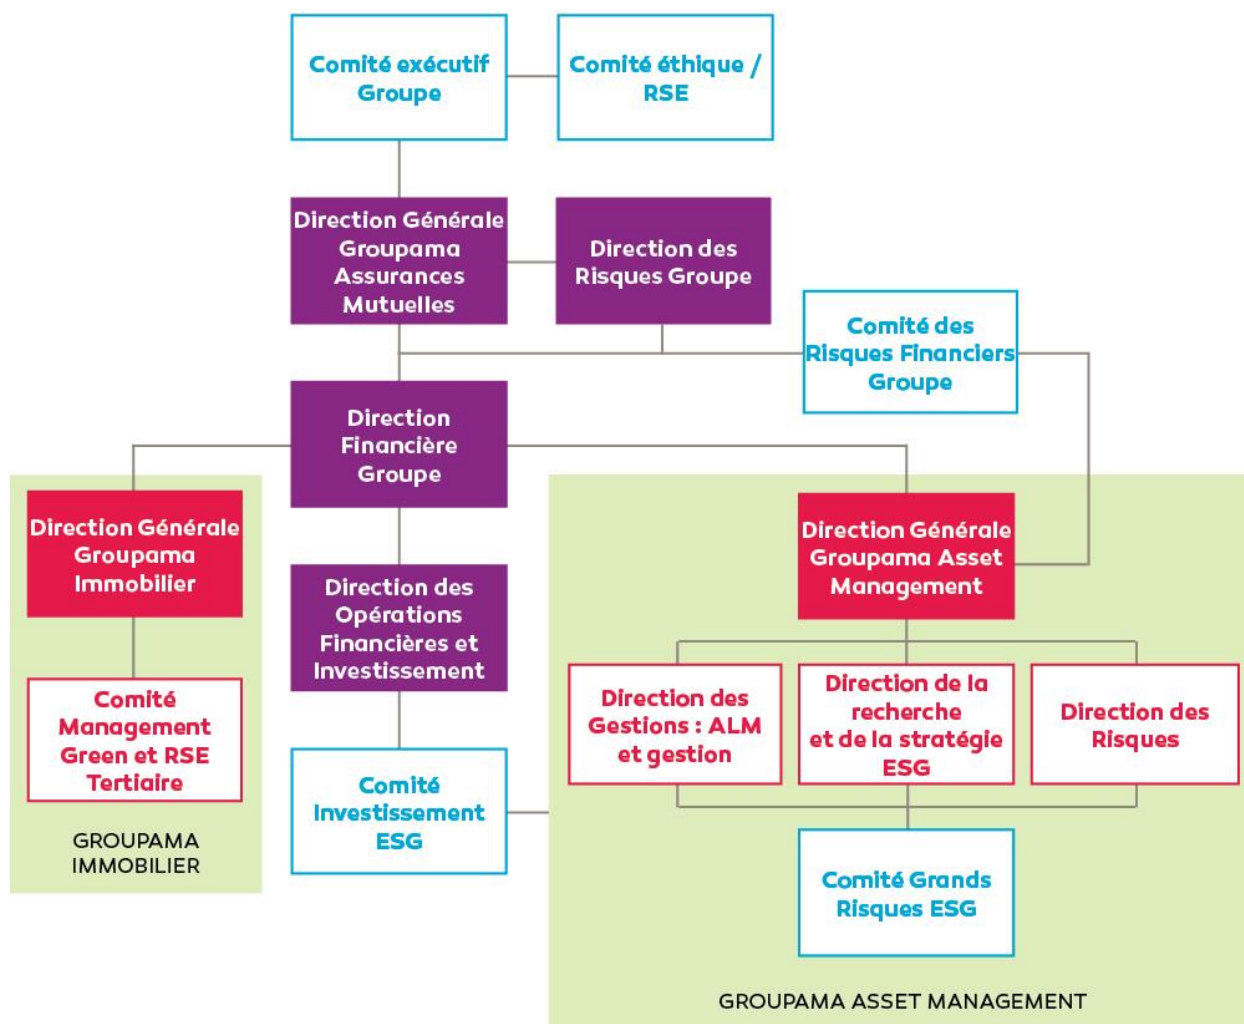 Comité exécutif
Groupe
Comité éthique /
RSE
Direction Générale
Groupama
Assurances
Mutuelles
Direction des
Risques Groupe
Comité des
Risques Financiers
Groupe
Direction
Financière
Groupe
Direction Générale
Groupama
Immobilier
Direction des
Opérations
Financières et
Investissement
Direction Générale
Groupama Asset
Management
Comité
Management
Green et RSE
Tertiaire
Direction des
Gestions : ALM
et gestion
Direction de la
recherche
et de la stratégie
ESG
Direction des
Risques
Comité
Investissement
ESG
GROUPAMA
IMMOBILIER
Comité Grands
Risques ESG
GROUPAMA ASSET MANAGEMENT